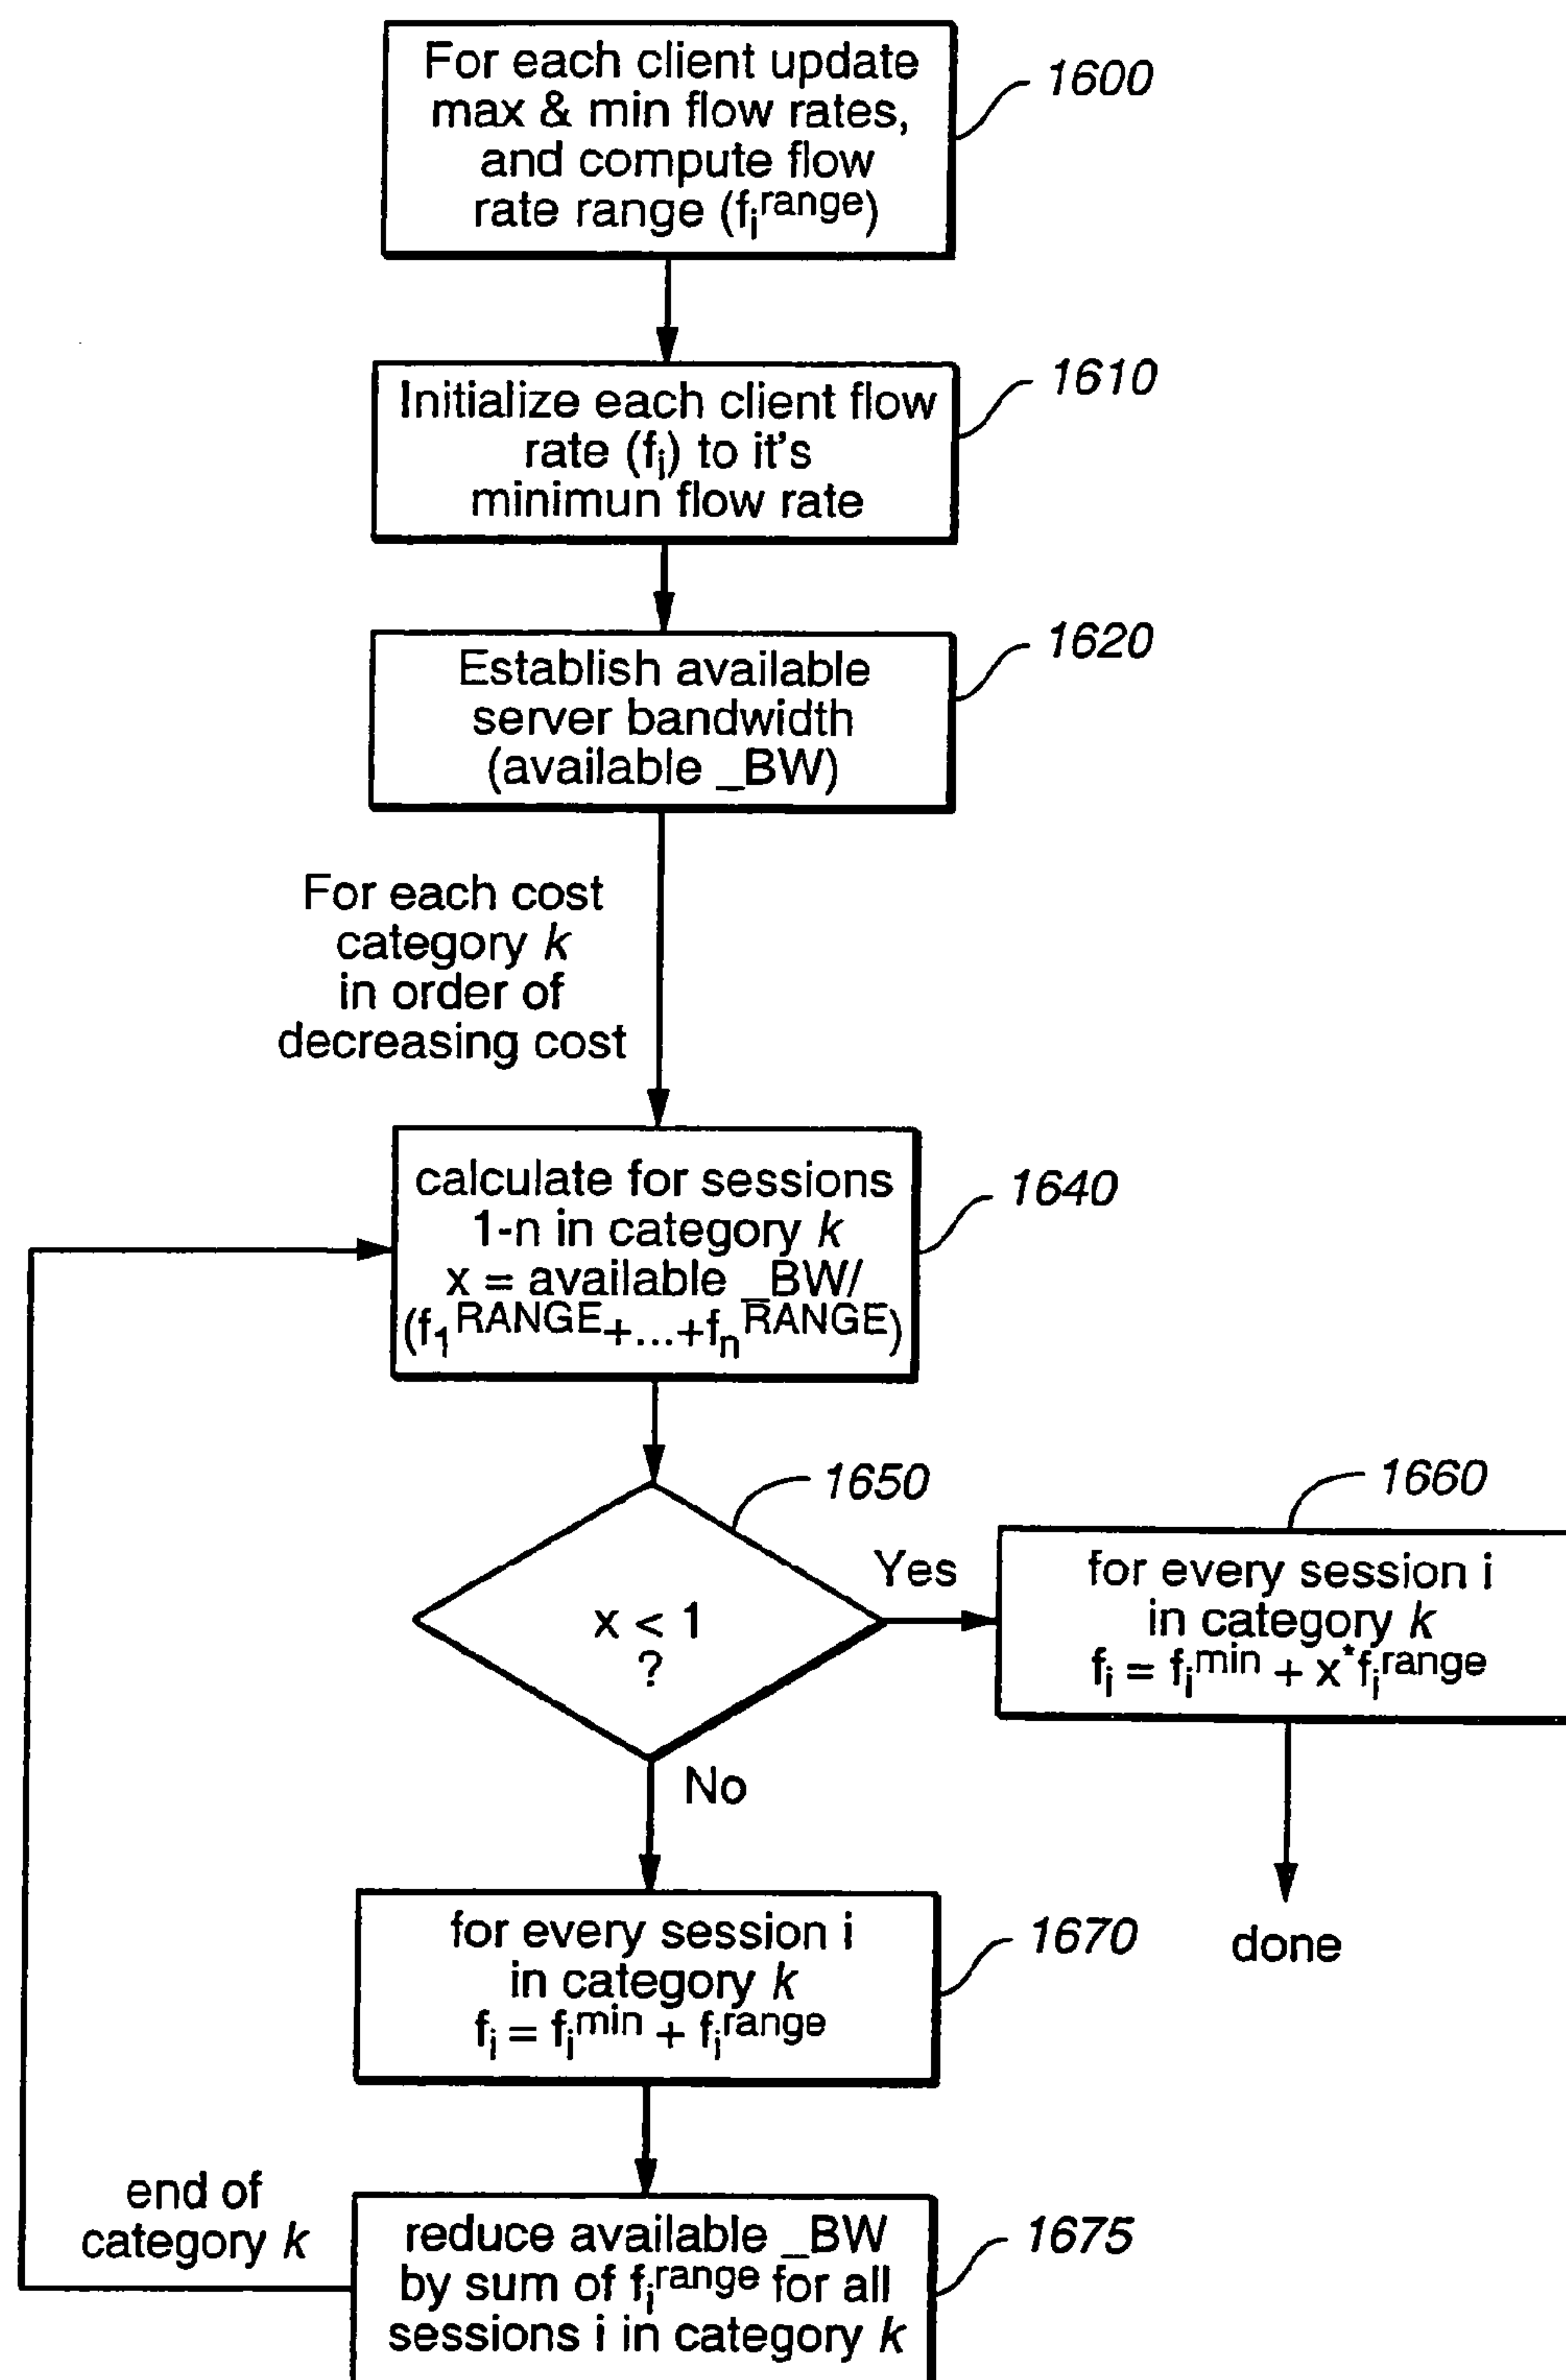 For each client update
max & min flow rates,
and compute flow
rate range (fᵢrange)
1600
Initialize each client flow
rate (fᵢ) to it's
minimun flow rate
1610
Establish available
server bandwidth
(available _BW)
1620
For each cost
category k
in order of
decreasing cost
calculate for sessions
1-n in category k
x = available _BW/
(f₁RANGE+...+fₙRANGE)
1640
x < 1
?
1650
Yes
for every session i
in category k
fᵢ = fᵢmin + x*fᵢrange
1660
done
No
for every session i
in category k
fᵢ = fᵢmin + fᵢrange
1670
end of
category k
reduce available _BW
by sum of fᵢrange for all
sessions i in category k
1675